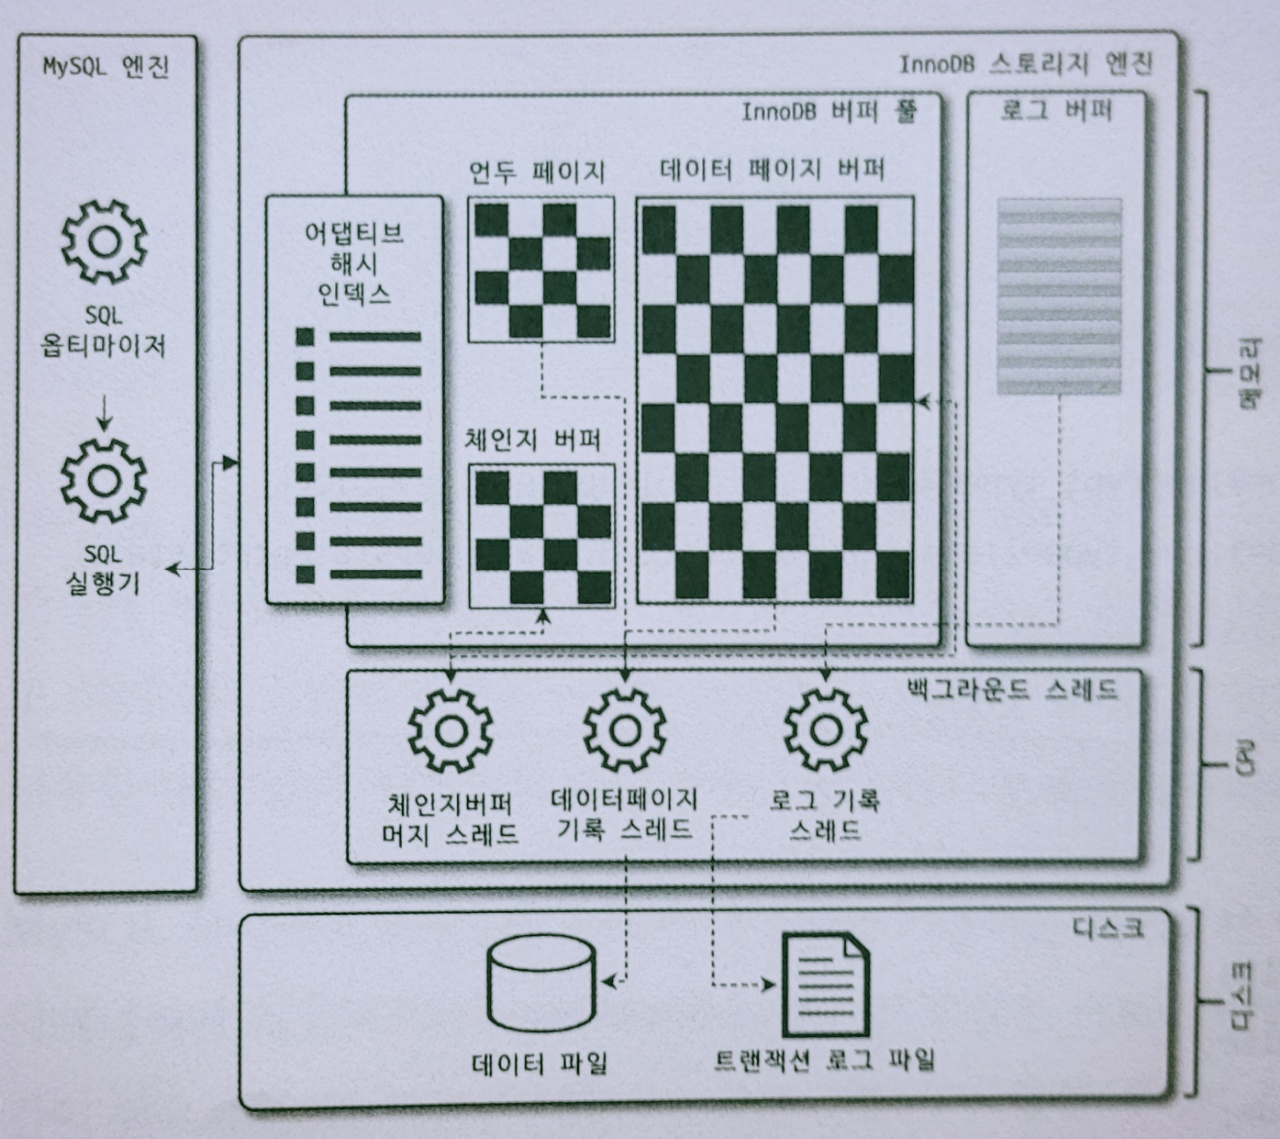 MySQL 엔진
SQL
옵티마이저
SQL
실행기
InnoDB 스토리지 엔진
InnoDB 버퍼 풀
로그 버퍼
언두 페이지
데이터 페이지 버퍼
어댑티브
해시
인덱스
체인지 버퍼
메모리
백그라운드 스레드
체인지버퍼
머지 스레드
데이터페이지
기록 스레드
로그 기록
스레드
CPU
디스크
데이터 파일
트랜잭션 로그 파일
디스크